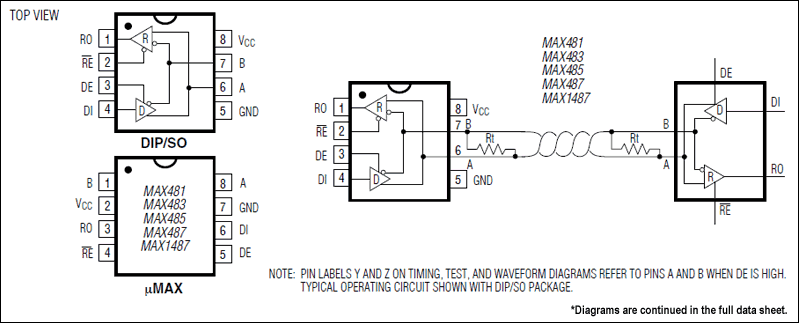 TOP VIEW
RO 1
RE 2
DE 3
DI 4
8 VCC
7 B
6 A
5 GND
R
D
DIP/SO
B 1
VCC 2
RO 3
RE 4
8 A
7 GND
6 DI
5 DE
MAX481
MAX483
MAX485
MAX487
MAX1487
µMAX
MAX481
MAX483
MAX485
MAX487
MAX1487
RO 1
RE 2
DE 3
DI 4
R
D
8 VCC
7 B
6 A
5 GND
Rt
Rt
B
A
DE
DI
D
R
RO
RE
NOTE: PIN LABELS Y AND Z ON TIMING, TEST, AND WAVEFORM DIAGRAMS REFER TO PINS A AND B WHEN DE IS HIGH.
TYPICAL OPERATING CIRCUIT SHOWN WITH DIP/SO PACKAGE.
*Diagrams are continued in the full data sheet.